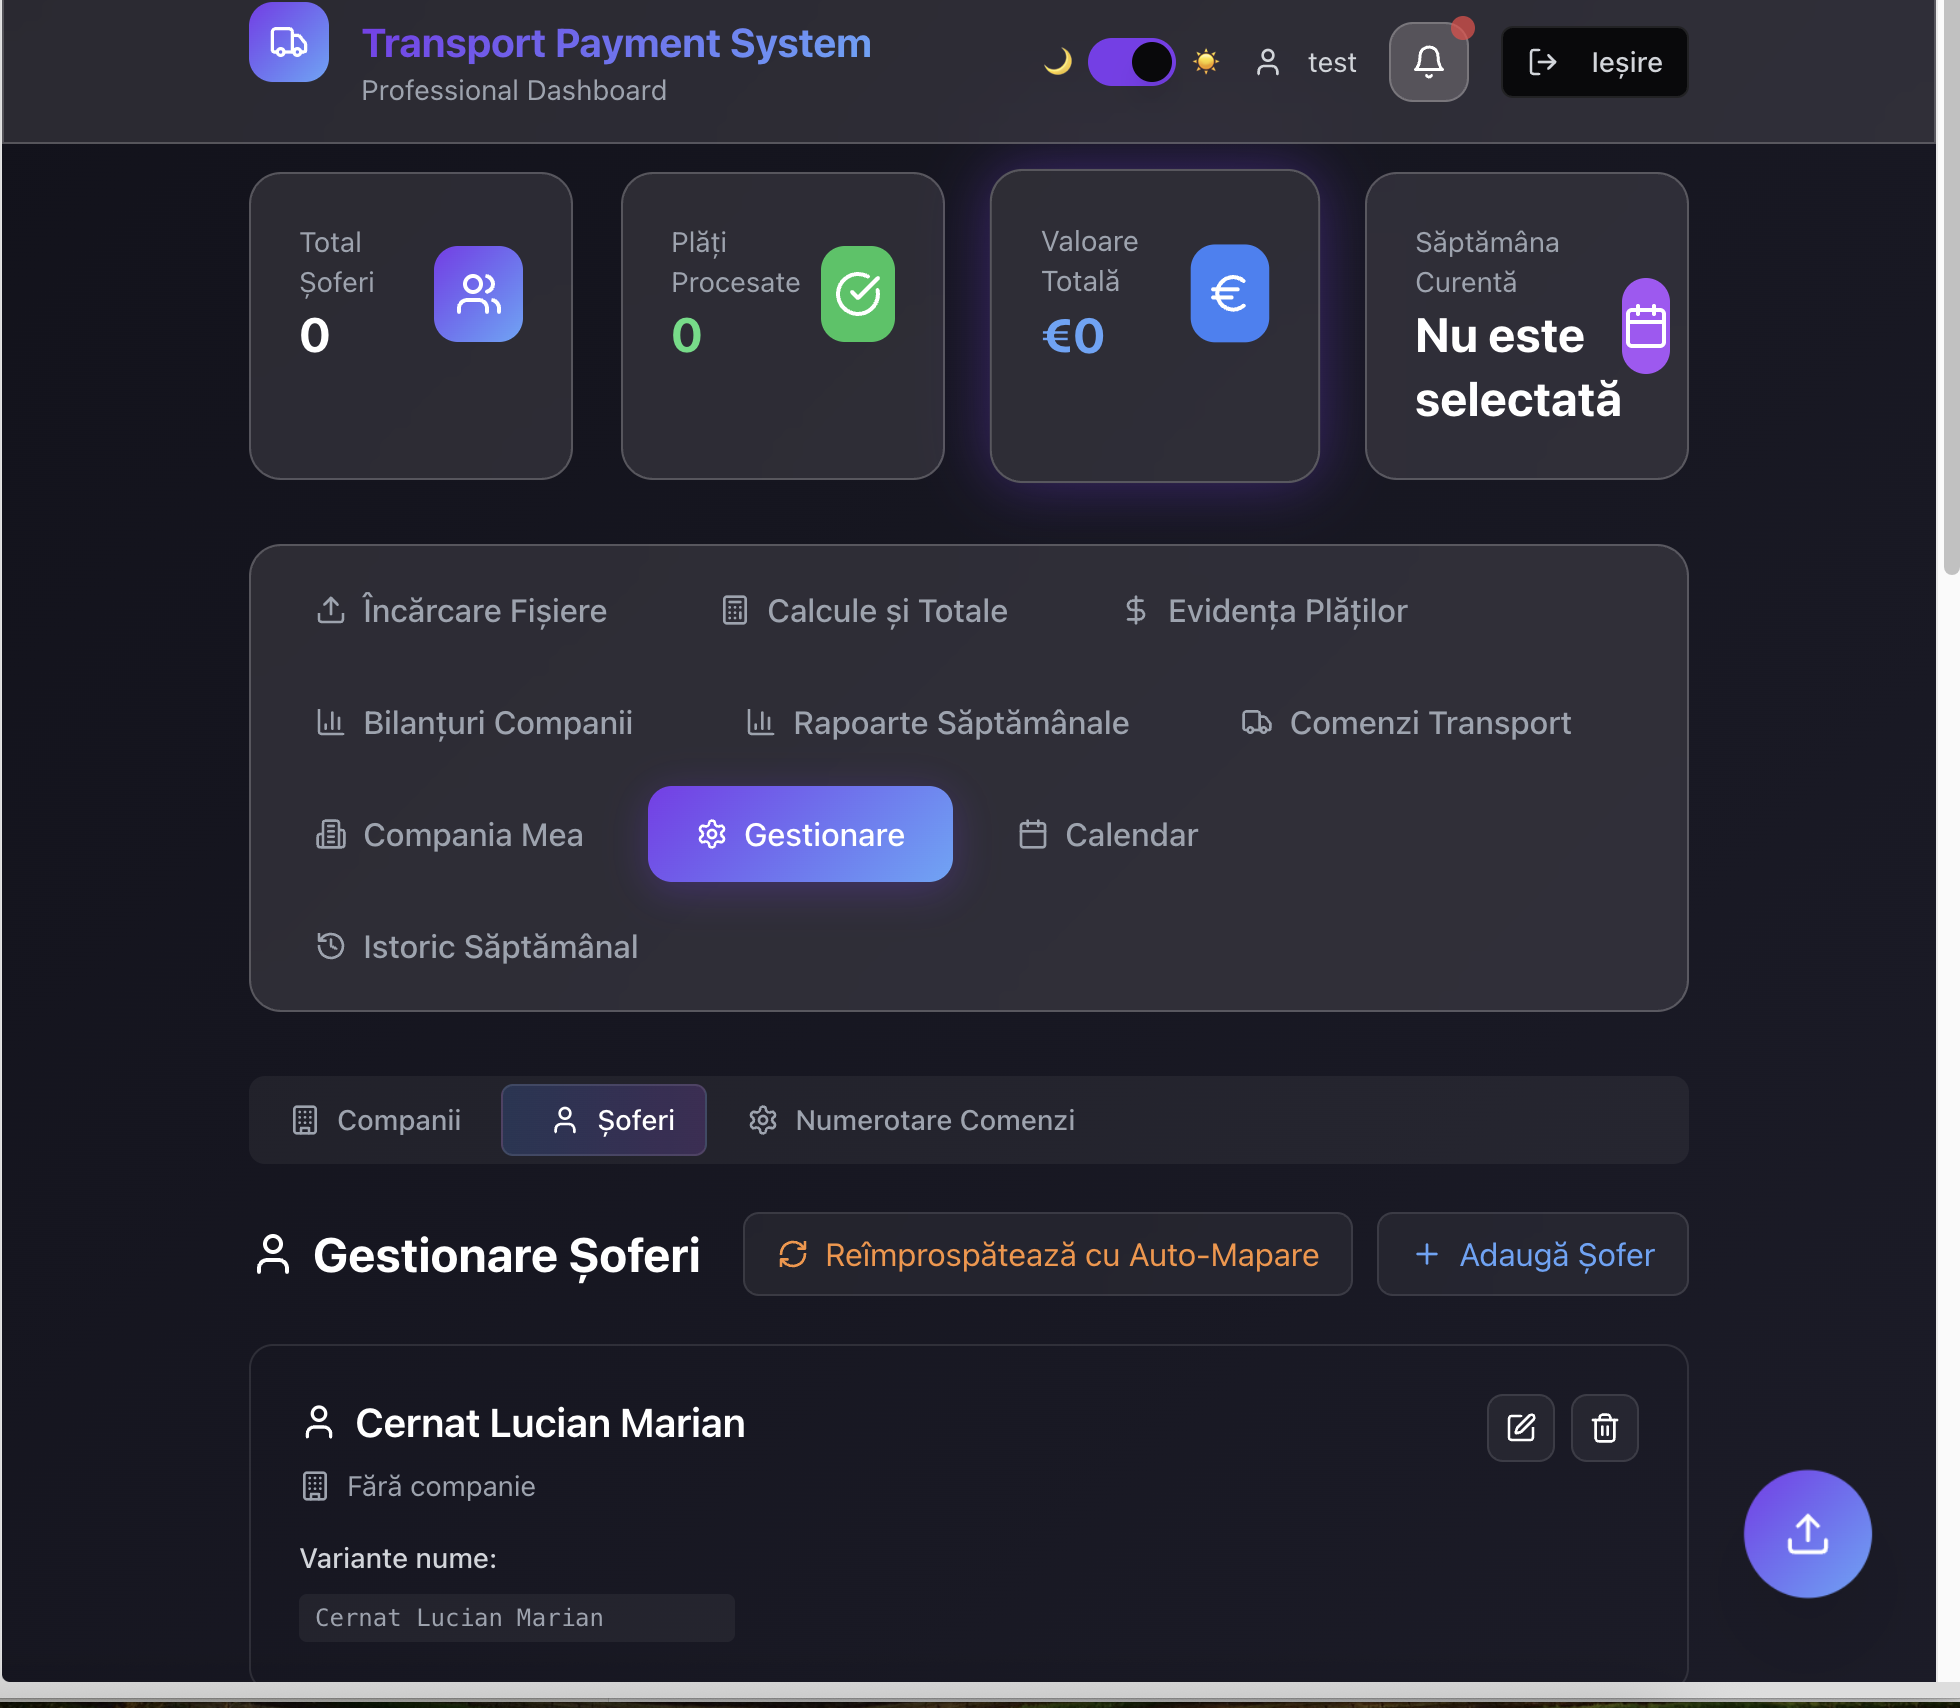 Transport Payment System
Professional Dashboard
test
Ieșire
Total
Șoferi
0
Plăți
Procesate
0
Valoare
Totală
€0
Săptămâna
Curentă
Nu este
selectată
Încărcare Fișiere
Calcule și Totale
Evidența Plăților
Bilanțuri Companii
Rapoarte Săptămânale
Comenzi Transport
Compania Mea
Gestionare
Calendar
Istoric Săptămânal
Companii
Șoferi
Numerotare Comenzi
Gestionare Șoferi
Reîmprospătează cu Auto-Mapare
Adaugă Șofer
Cernat Lucian Marian
Fără companie
Variante nume:
Cernat Lucian Marian